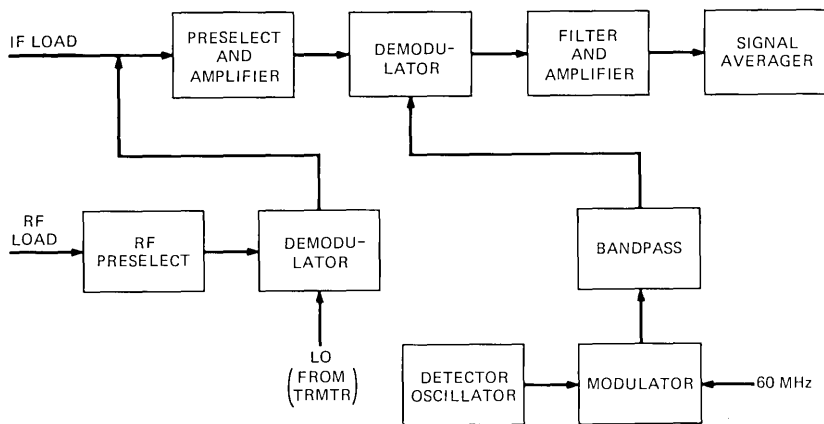 IF LOAD
PRESELECT
AND
AMPLIFIER
DEMODU-
LATOR
FILTER
AND
AMPLIFIER
SIGNAL
AVERAGER
RF
LOAD
RF
PRESELECT
DEMODU-
LATOR
BANDPASS
LO
(FROM
TRMTR)
DETECTOR
OSCILLATOR
MODULATOR
60 MHz